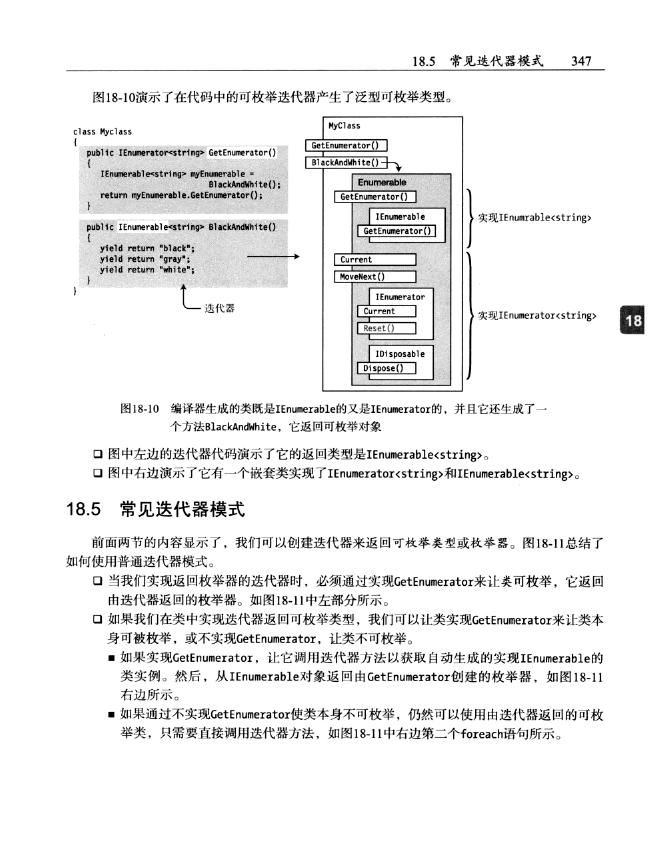 18.5 常见迭代器模式 347
图18-10演示了在代码中的可枚举迭代器产生了泛型可枚举类型。
class Myclass
{
public IEnumerator<string> GetEnumerator()
{
IEnumerable<string> myEnumerable =
BlackAndWhite();
return myEnumerable.GetEnumerator();
}
public IEnumerable<string> BlackAndWhite()
{
yield return "black";
yield return "gray";
yield return "white";
}
}
迭代器
MyClass
GetEnumerator()
BlackAndWhite()
Enumerable
GetEnumerator()
IEnumerable
GetEnumerator()
Current
MoveNext()
IEnumerator
Current
Reset()
IDisposable
Dispose()
实现IEnumrable<string>
实现IEnumerator<string>
18
图18-10 编译器生成的类既是IEnumerable的又是IEnumerator的，并且它还生成了一
个方法BlackAndWhite，它返回可枚举对象
❑ 图中左边的迭代器代码演示了它的返回类型是IEnumerable<string>。
❑ 图中右边演示了它有一个嵌套类实现了IEnumerator<string>和IEnumerable<string>。
18.5 常见迭代器模式
前面两节的内容显示了，我们可以创建迭代器来返回可枚举类型或枚举器。图18-11总结了
如何使用普通迭代器模式。
❑ 当我们实现返回枚举器的迭代器时，必须通过实现GetEnumerator来让类可枚举，它返回
由迭代器返回的枚举器。如图18-11中左部分所示。
❑ 如果我们在类中实现迭代器返回可枚举类型，我们可以让类实现GetEnumerator来让类本
身可被枚举，或不实现GetEnumerator，让类不可枚举。
■ 如果实现GetEnumerator，让它调用迭代器方法以获取自动生成的实现IEnumerable的
类实例。然后，从IEnumerable对象返回由GetEnumerator创建的枚举器，如图18-11
右边所示。
■ 如果通过不实现GetEnumerator使类本身不可枚举，仍然可以使用由迭代器返回的可枚
举类，只需要直接调用迭代器方法，如图18-11中右边第二个foreach语句所示。